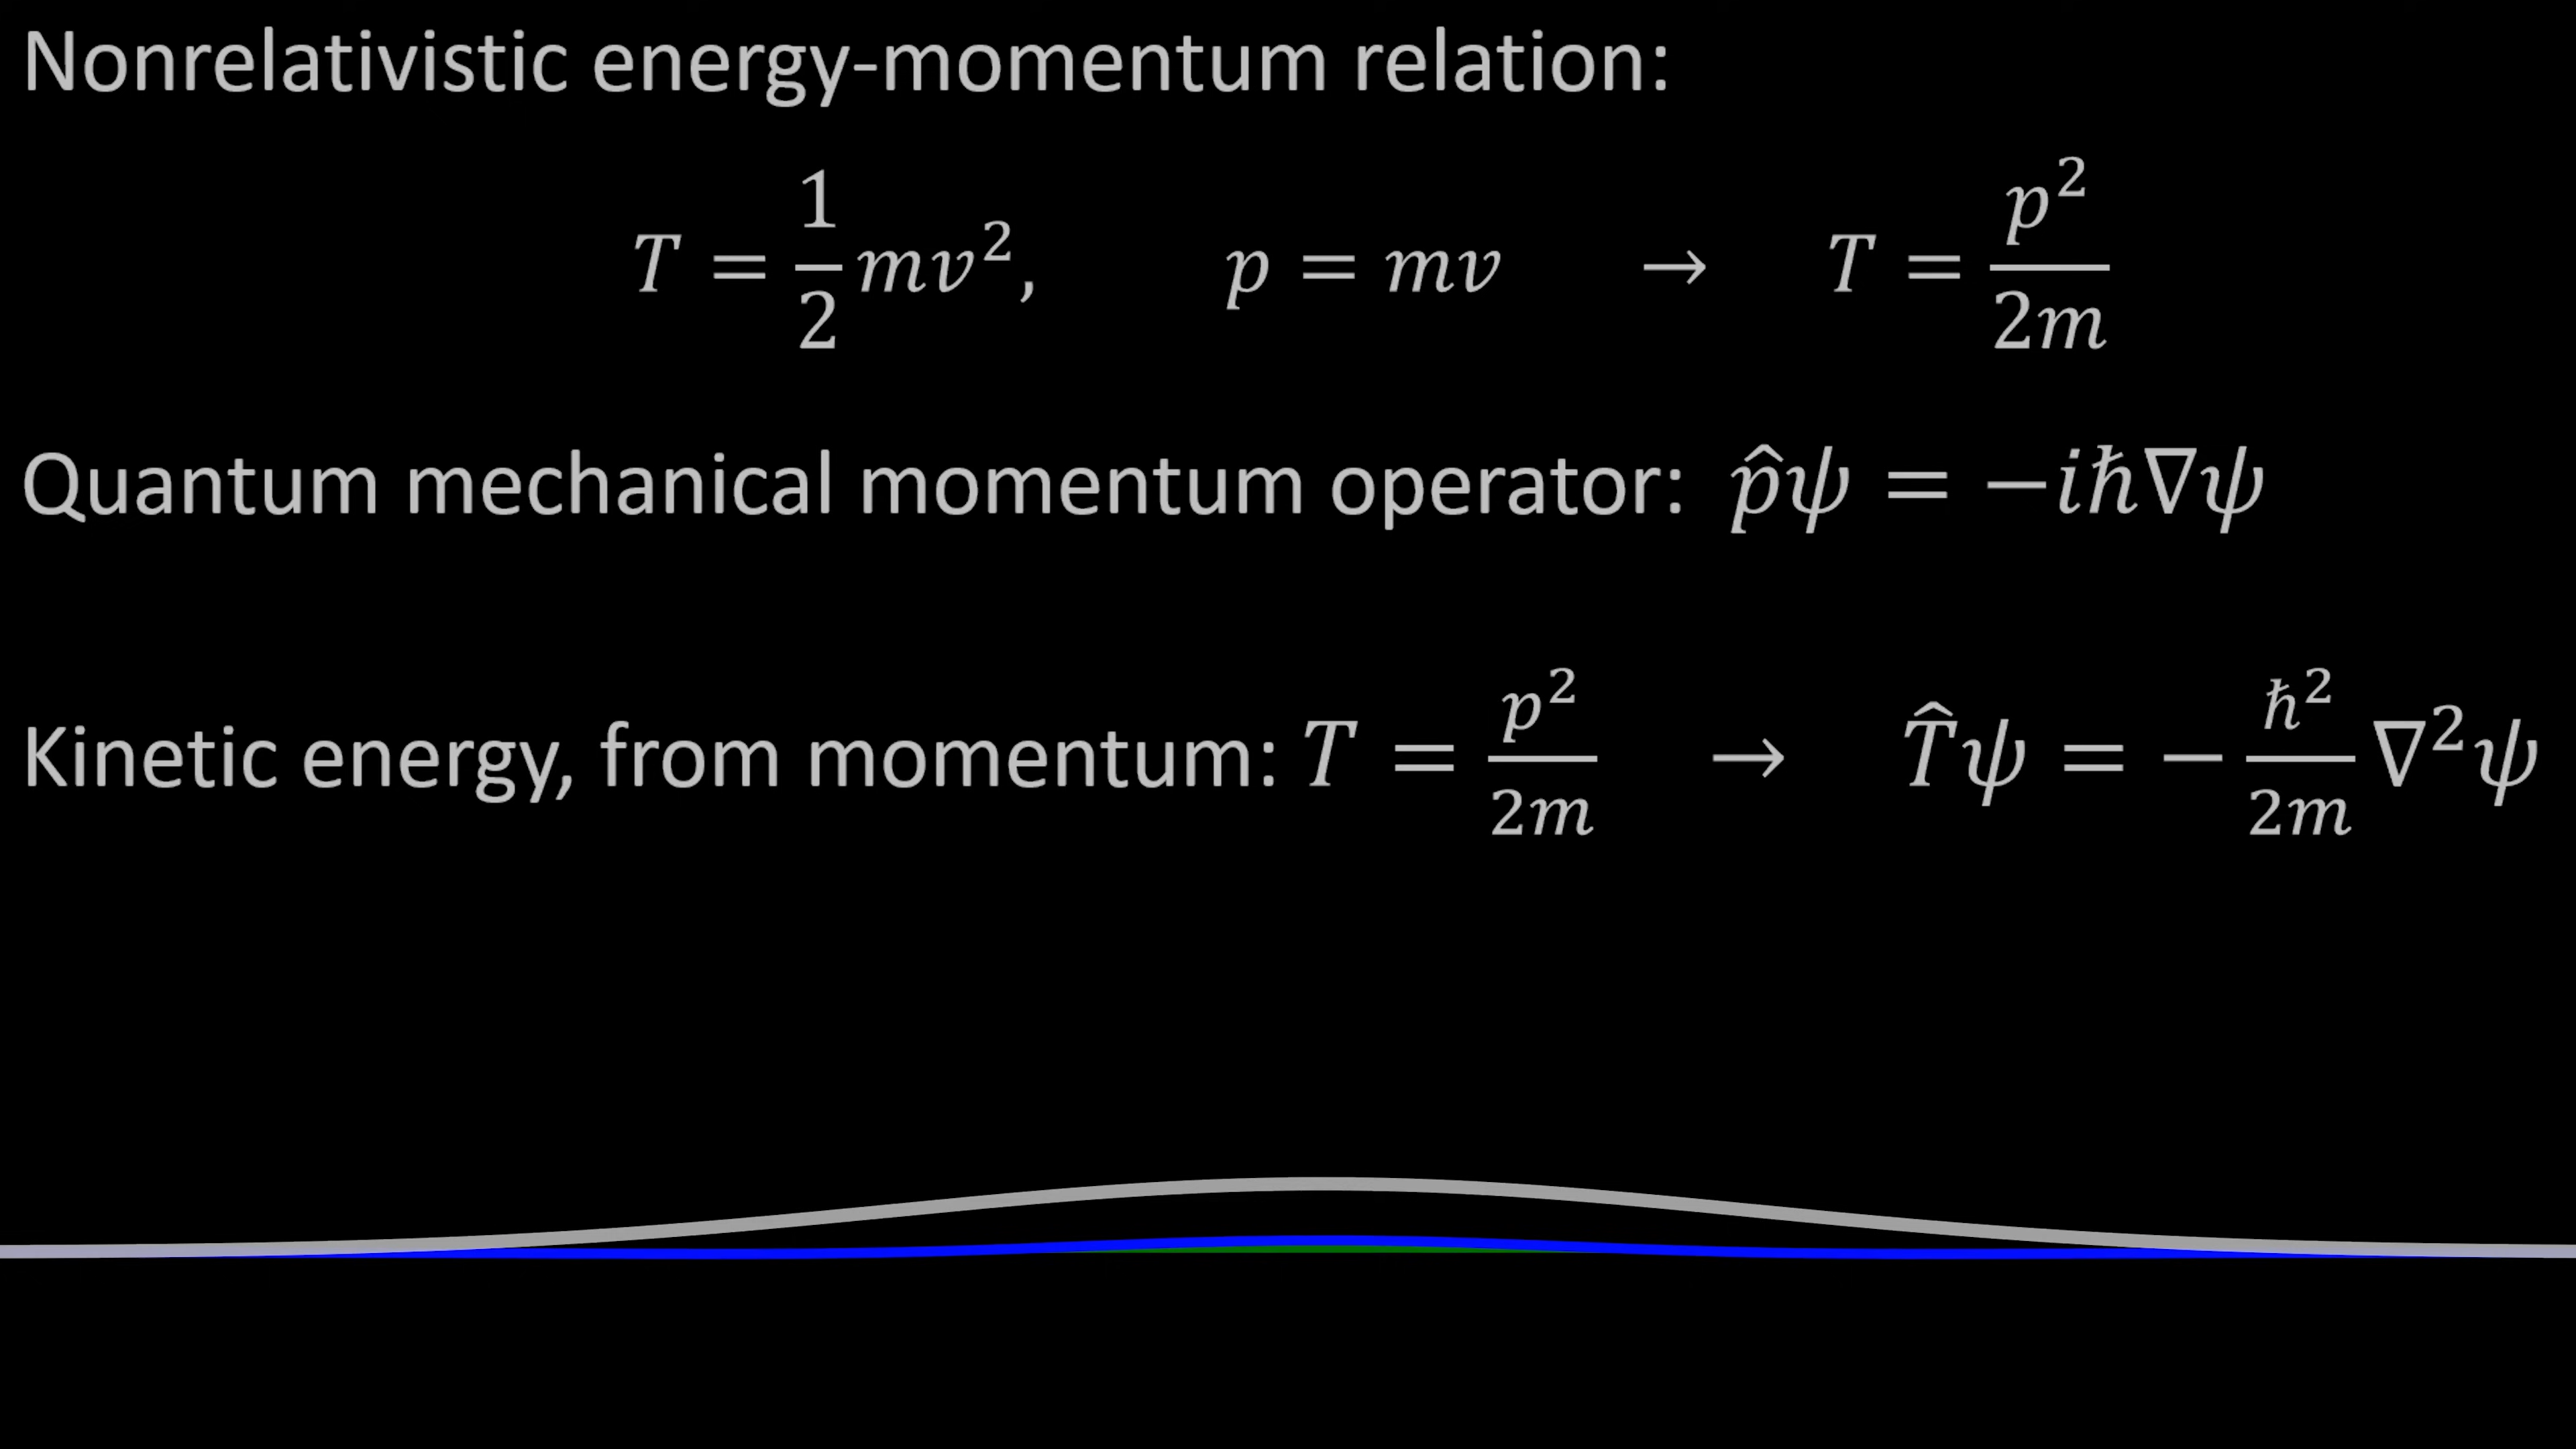 Nonrelativistic energy-momentum relation:
T = 1/2 mv², p = mv → T = p²/2m
Quantum mechanical momentum operator: p̂ψ = −iℏ∇ψ
Kinetic energy, from momentum: T = p²/2m → T̂ψ = −ℏ²/2m ∇²ψ